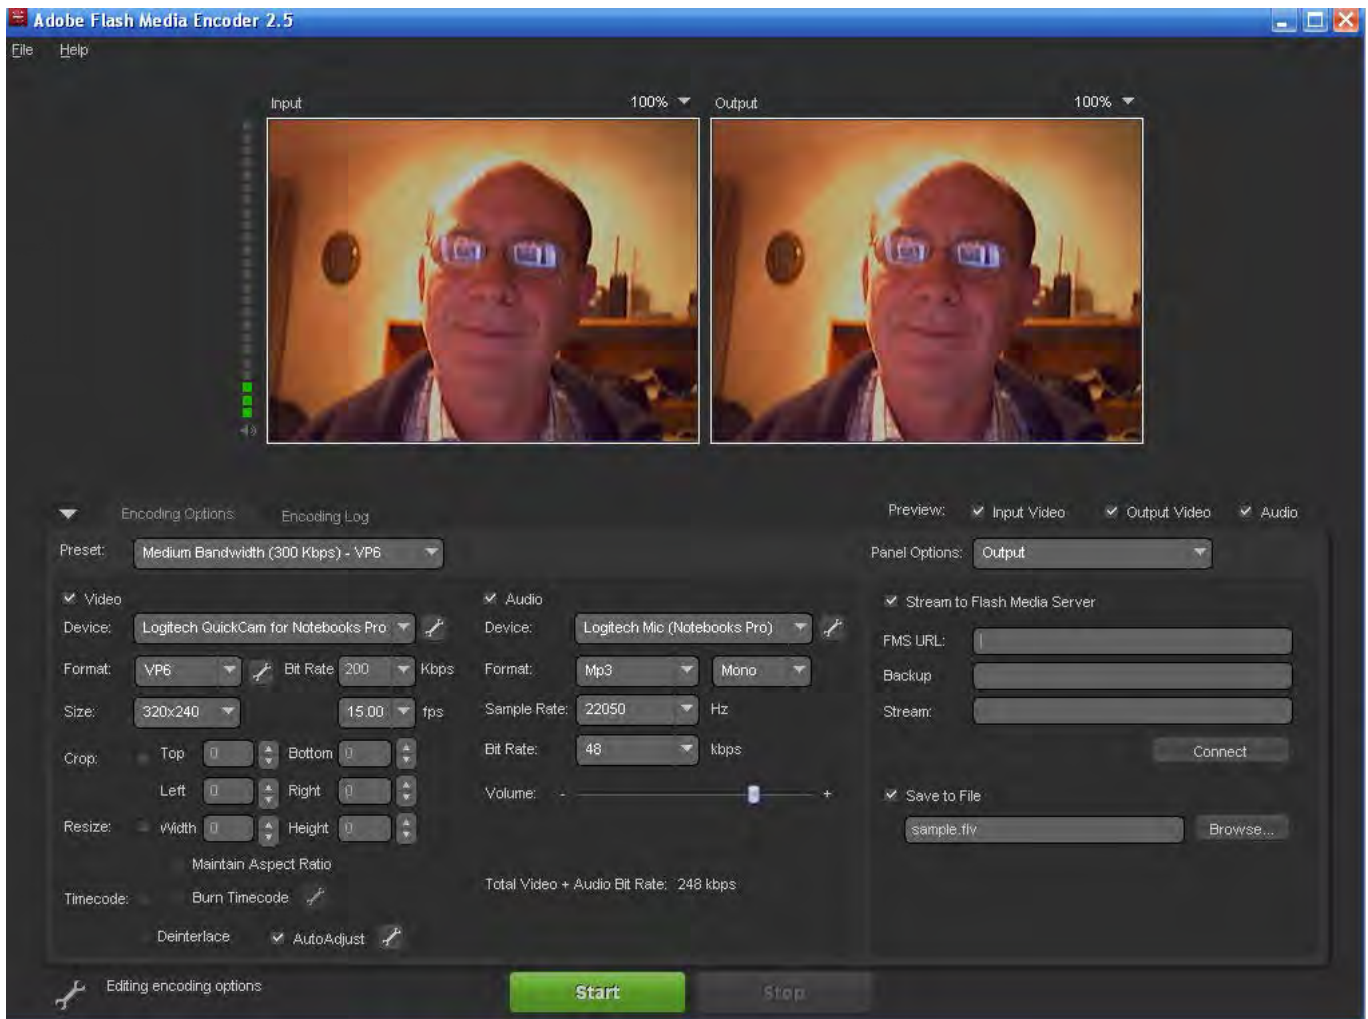 Adobe Flash Media Encoder 2.5
File Help
Input 100% Output 100%
Encoding Options Encoding Log Preview: Input Video Output Video Audio
Preset: Medium Bandwidth (300 Kbps) - VP6 Panel Options: Output
Video Audio Stream to Flash Media Server
Device: Logitech QuickCam for Notebooks Pro Device: Logitech Mic (Notebooks Pro) FMS URL:
Format: VP6 Bit Rate 200 Kbps Format: Mp3 Mono Backup
Size: 320x240 15.00 fps Sample Rate: 22050 Hz Stream:
Crop: Top 0 Bottom 0 Bit Rate: 48 kbps Connect
Left 0 Right 0 Volume: - + Save to File
Resize: Width 0 Height 0 sample.flv Browse...
Maintain Aspect Ratio
Total Video + Audio Bit Rate: 248 kbps
Timecode: Burn Timecode
Deinterlace AutoAdjust
Editing encoding options Start Stop